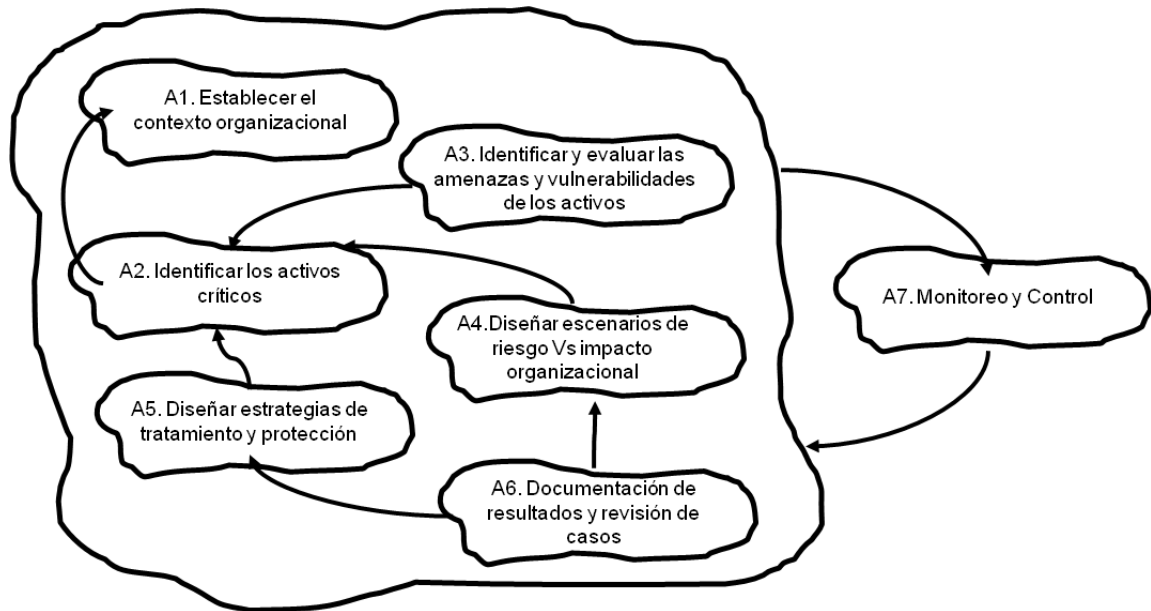 A1. Establecer el
contexto organizacional
A3. Identificar y evaluar las
amenazas y vulnerabilidades
de los activos
A2. Identificar los activos
críticos
A7. Monitoreo y Control
A4.Diseñar escenarios de
riesgo Vs impacto
organizacional
A5. Diseñar estrategias de
tratamiento y protección
A6. Documentación de
resultados y revisión de
casos